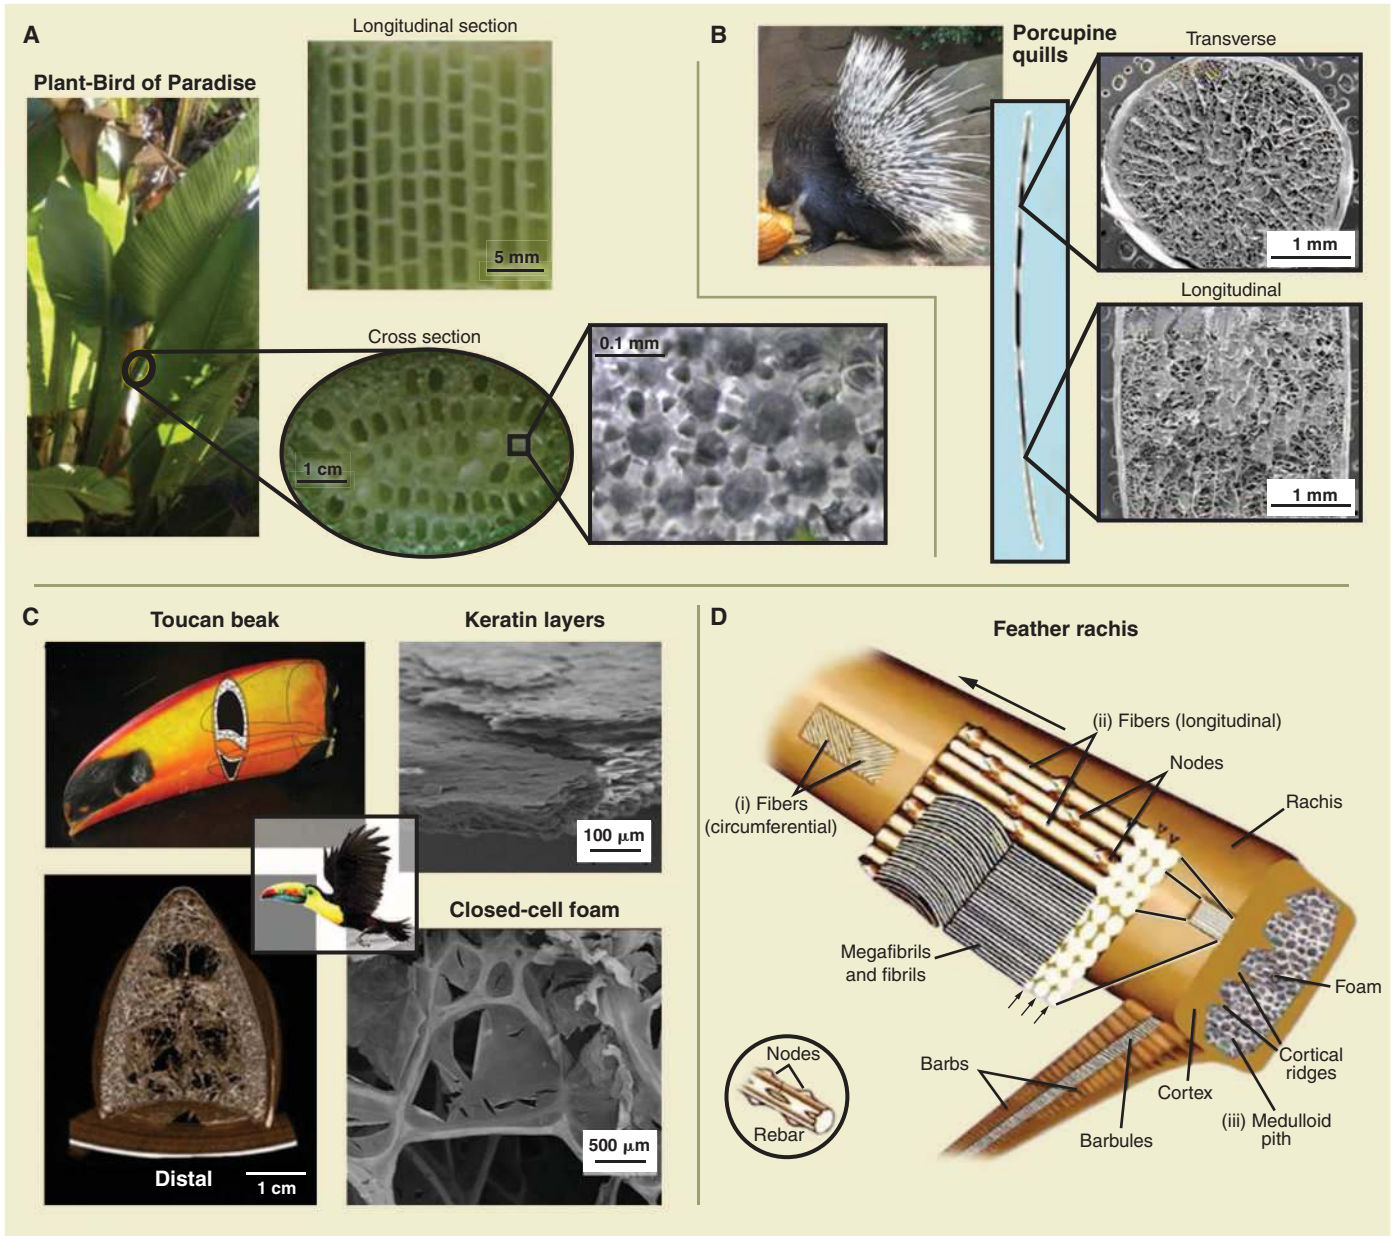 A
Longitudinal section
Plant-Bird of Paradise
5 mm
Cross section
1 cm
0.1 mm
B
Porcupine
quills
Transverse
1 mm
Longitudinal
1 mm
C
Toucan beak
Keratin layers
100 μm
Closed-cell foam
500 μm
Distal
1 cm
D
Feather rachis
(ii) Fibers (longitudinal)
Nodes
Rachis
(i) Fibers
(circumferential)
Megafibrils
and fibrils
Foam
Cortical
ridges
Cortex
(iii) Medulloid
pith
Barbs
Barbules
Nodes
Rebar